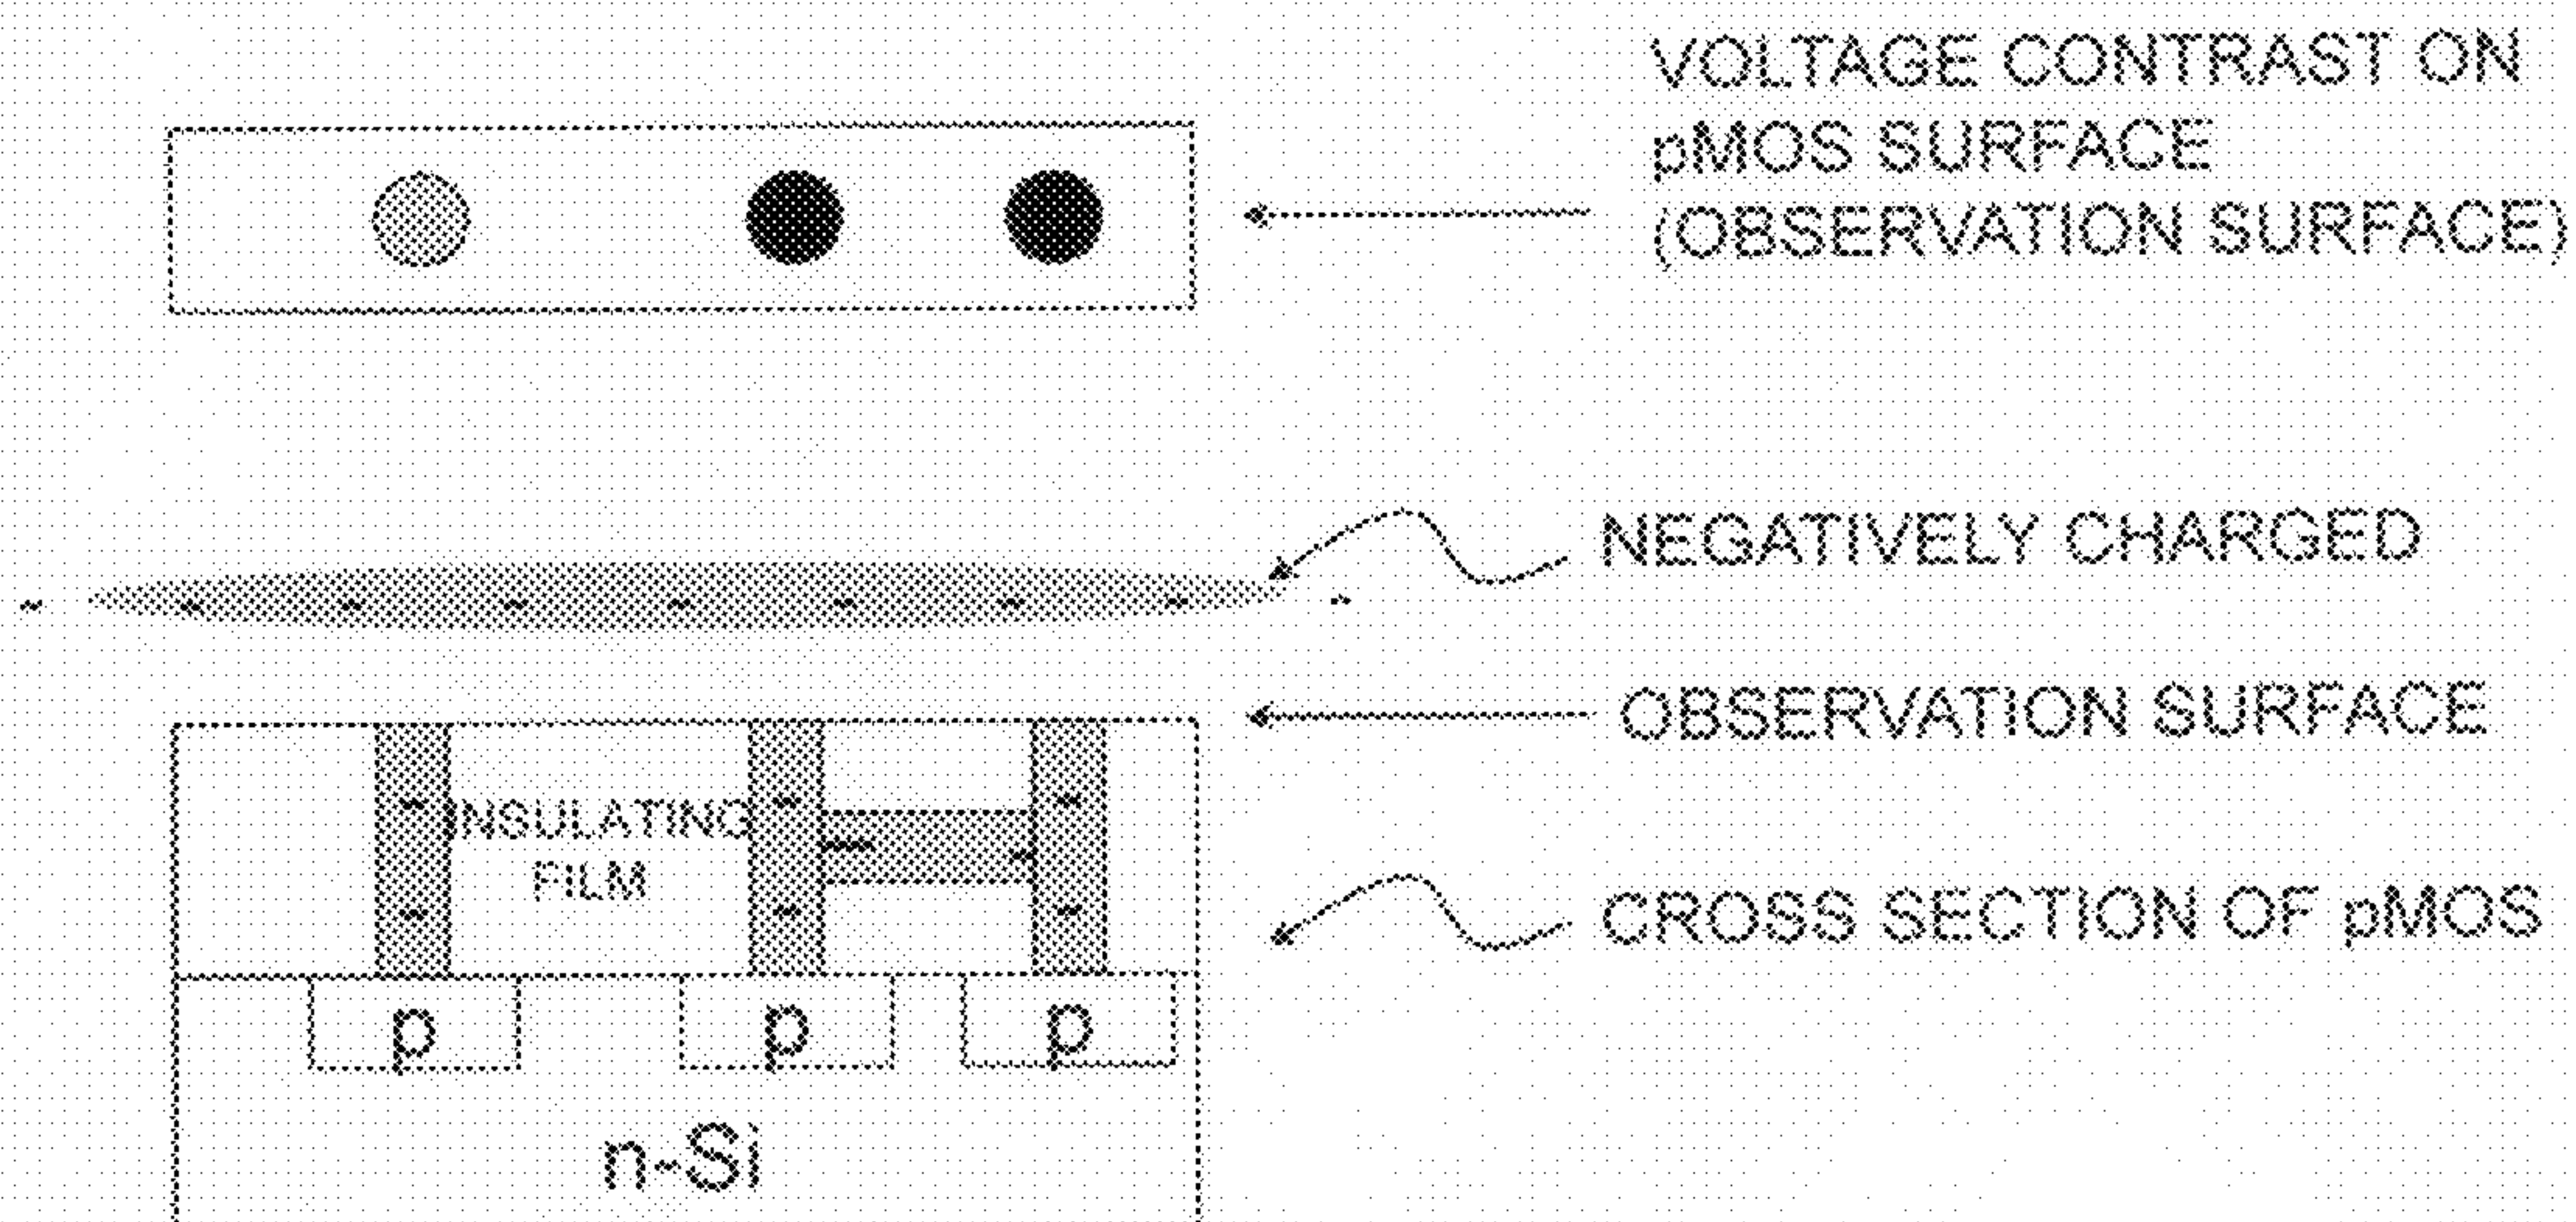 VOLTAGE CONTRAST ON
pMOS SURFACE
(OBSERVATION SURFACE)
NEGATIVELY CHARGED
OBSERVATION SURFACE
INSULATING
FILM
CROSS SECTION OF pMOS
p p p
n-Si